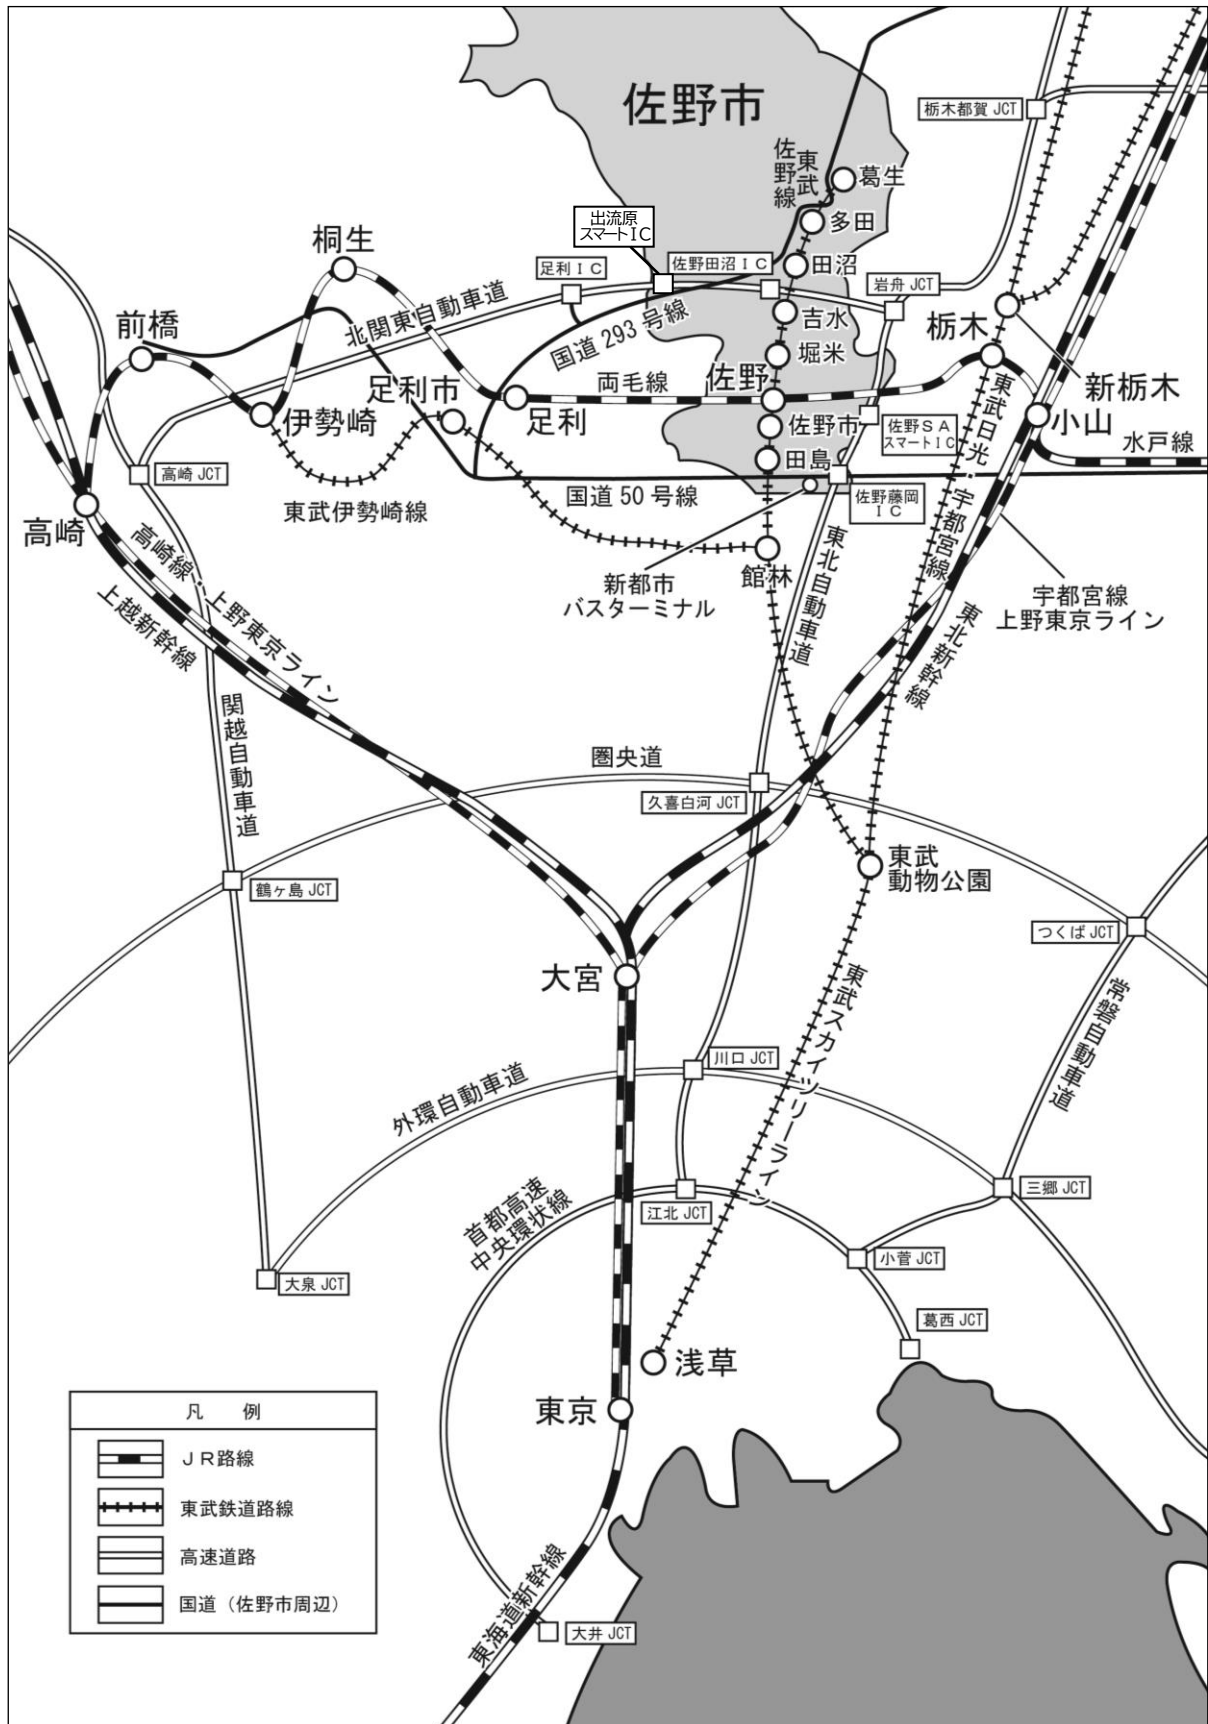 佐野市
栃木都賀 JCT
東武
佐野線
葛生
多田
出流原
スマートIC
桐生
田沼
足利ＩＣ
佐野田沼ＩＣ
岩舟 JCT
北関東自動車道
前橋
吉水
国道 293 号線
栃木
堀米
足利市
両毛線
佐野
新栃木
伊勢崎
足利
佐野市
佐野ＳＡ
スマートＩＣ
小山
水戸線
田島
高崎 JCT
東武伊勢崎線
国道 50 号線
佐野藤岡
ＩＣ
東武日光・宇都宮線
高崎
館林
新都市
バスターミナル
東北自動車道
宇都宮線
上野東京ライン
高崎線・上野東京ライン
上越新幹線
東北新幹線
関越自動車道
圏央道
久喜白河 JCT
東武
動物公園
鶴ヶ島 JCT
つくば JCT
大宮
東武スカイツリーライン
常磐自動車道
川口 JCT
外環自動車道
首都高速
中央環状線
江北 JCT
三郷 JCT
小菅 JCT
大泉 JCT
葛西 JCT
浅草
東京
凡　例
ＪＲ路線
東武鉄道路線
高速道路
国道（佐野市周辺）
東海道新幹線
大井 JCT